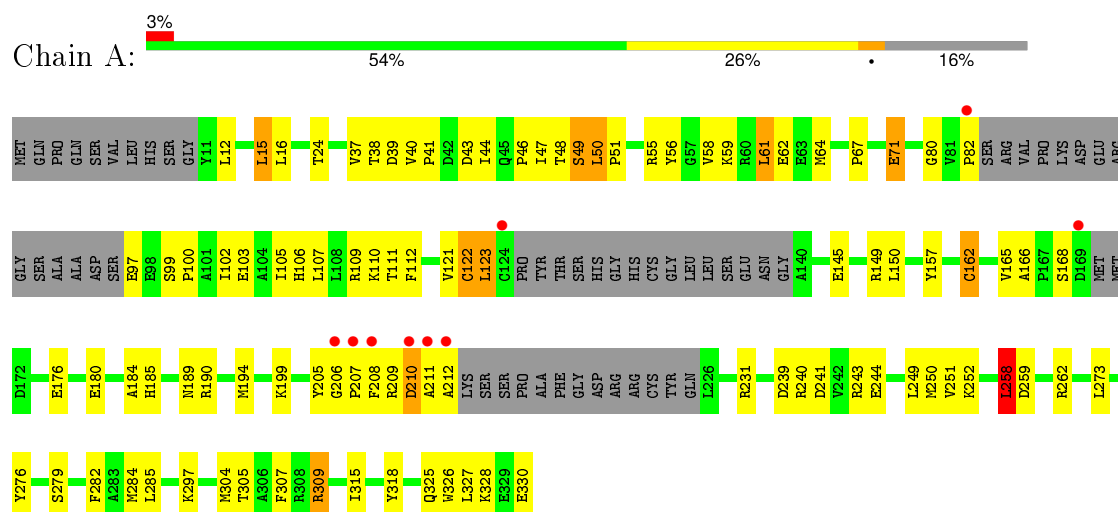 3%
Chain A:
54% 26% • 16%
MET GLN PRO GLN SER VAL LEU HIS SER GLY Y11 L12 L15 L16 T24 V37 T38 D39 V40 P41 D42 D43 I44 Q45 P46 I47 T48 S49 L50 P51 R55 Y56 G57 V58 K59 R60 L61 E62 E63 M64 P67 E71 G80 V81 P82 SER ARG VAL PRO LYS ASP GLU ARG
GLY SER ALA ALA ASP SER E97 E98 S99 P100 A101 I102 E103 A104 I105 H106 L107 L108 R109 K110 T111 F112 V121 C122 L123 C124 PRO TYR THR SER HIS GLY HIS CYS GLY LEU LEU SER GLU ASN GLY A140 E145 R149 L150 Y157 C162 V165 A166 P167 S168 D169 MET MET
D172 E176 E180 A184 H185 N189 R190 M194 K199 Y205 G206 P207 F208 R209 D210 A211 A212 LYS SER SER PRO ALA PHE GLY ASP ARG ARG CYS TYR GLN L226 R231 D239 R240 D241 V242 R243 E244 L249 M250 V251 K252 L258 D259 R262 L273
Y276 S279 F282 A283 M284 L285 K297 M304 T305 A306 F307 R308 R309 I315 Y318 Q325 W326 L327 K328 E329 E330